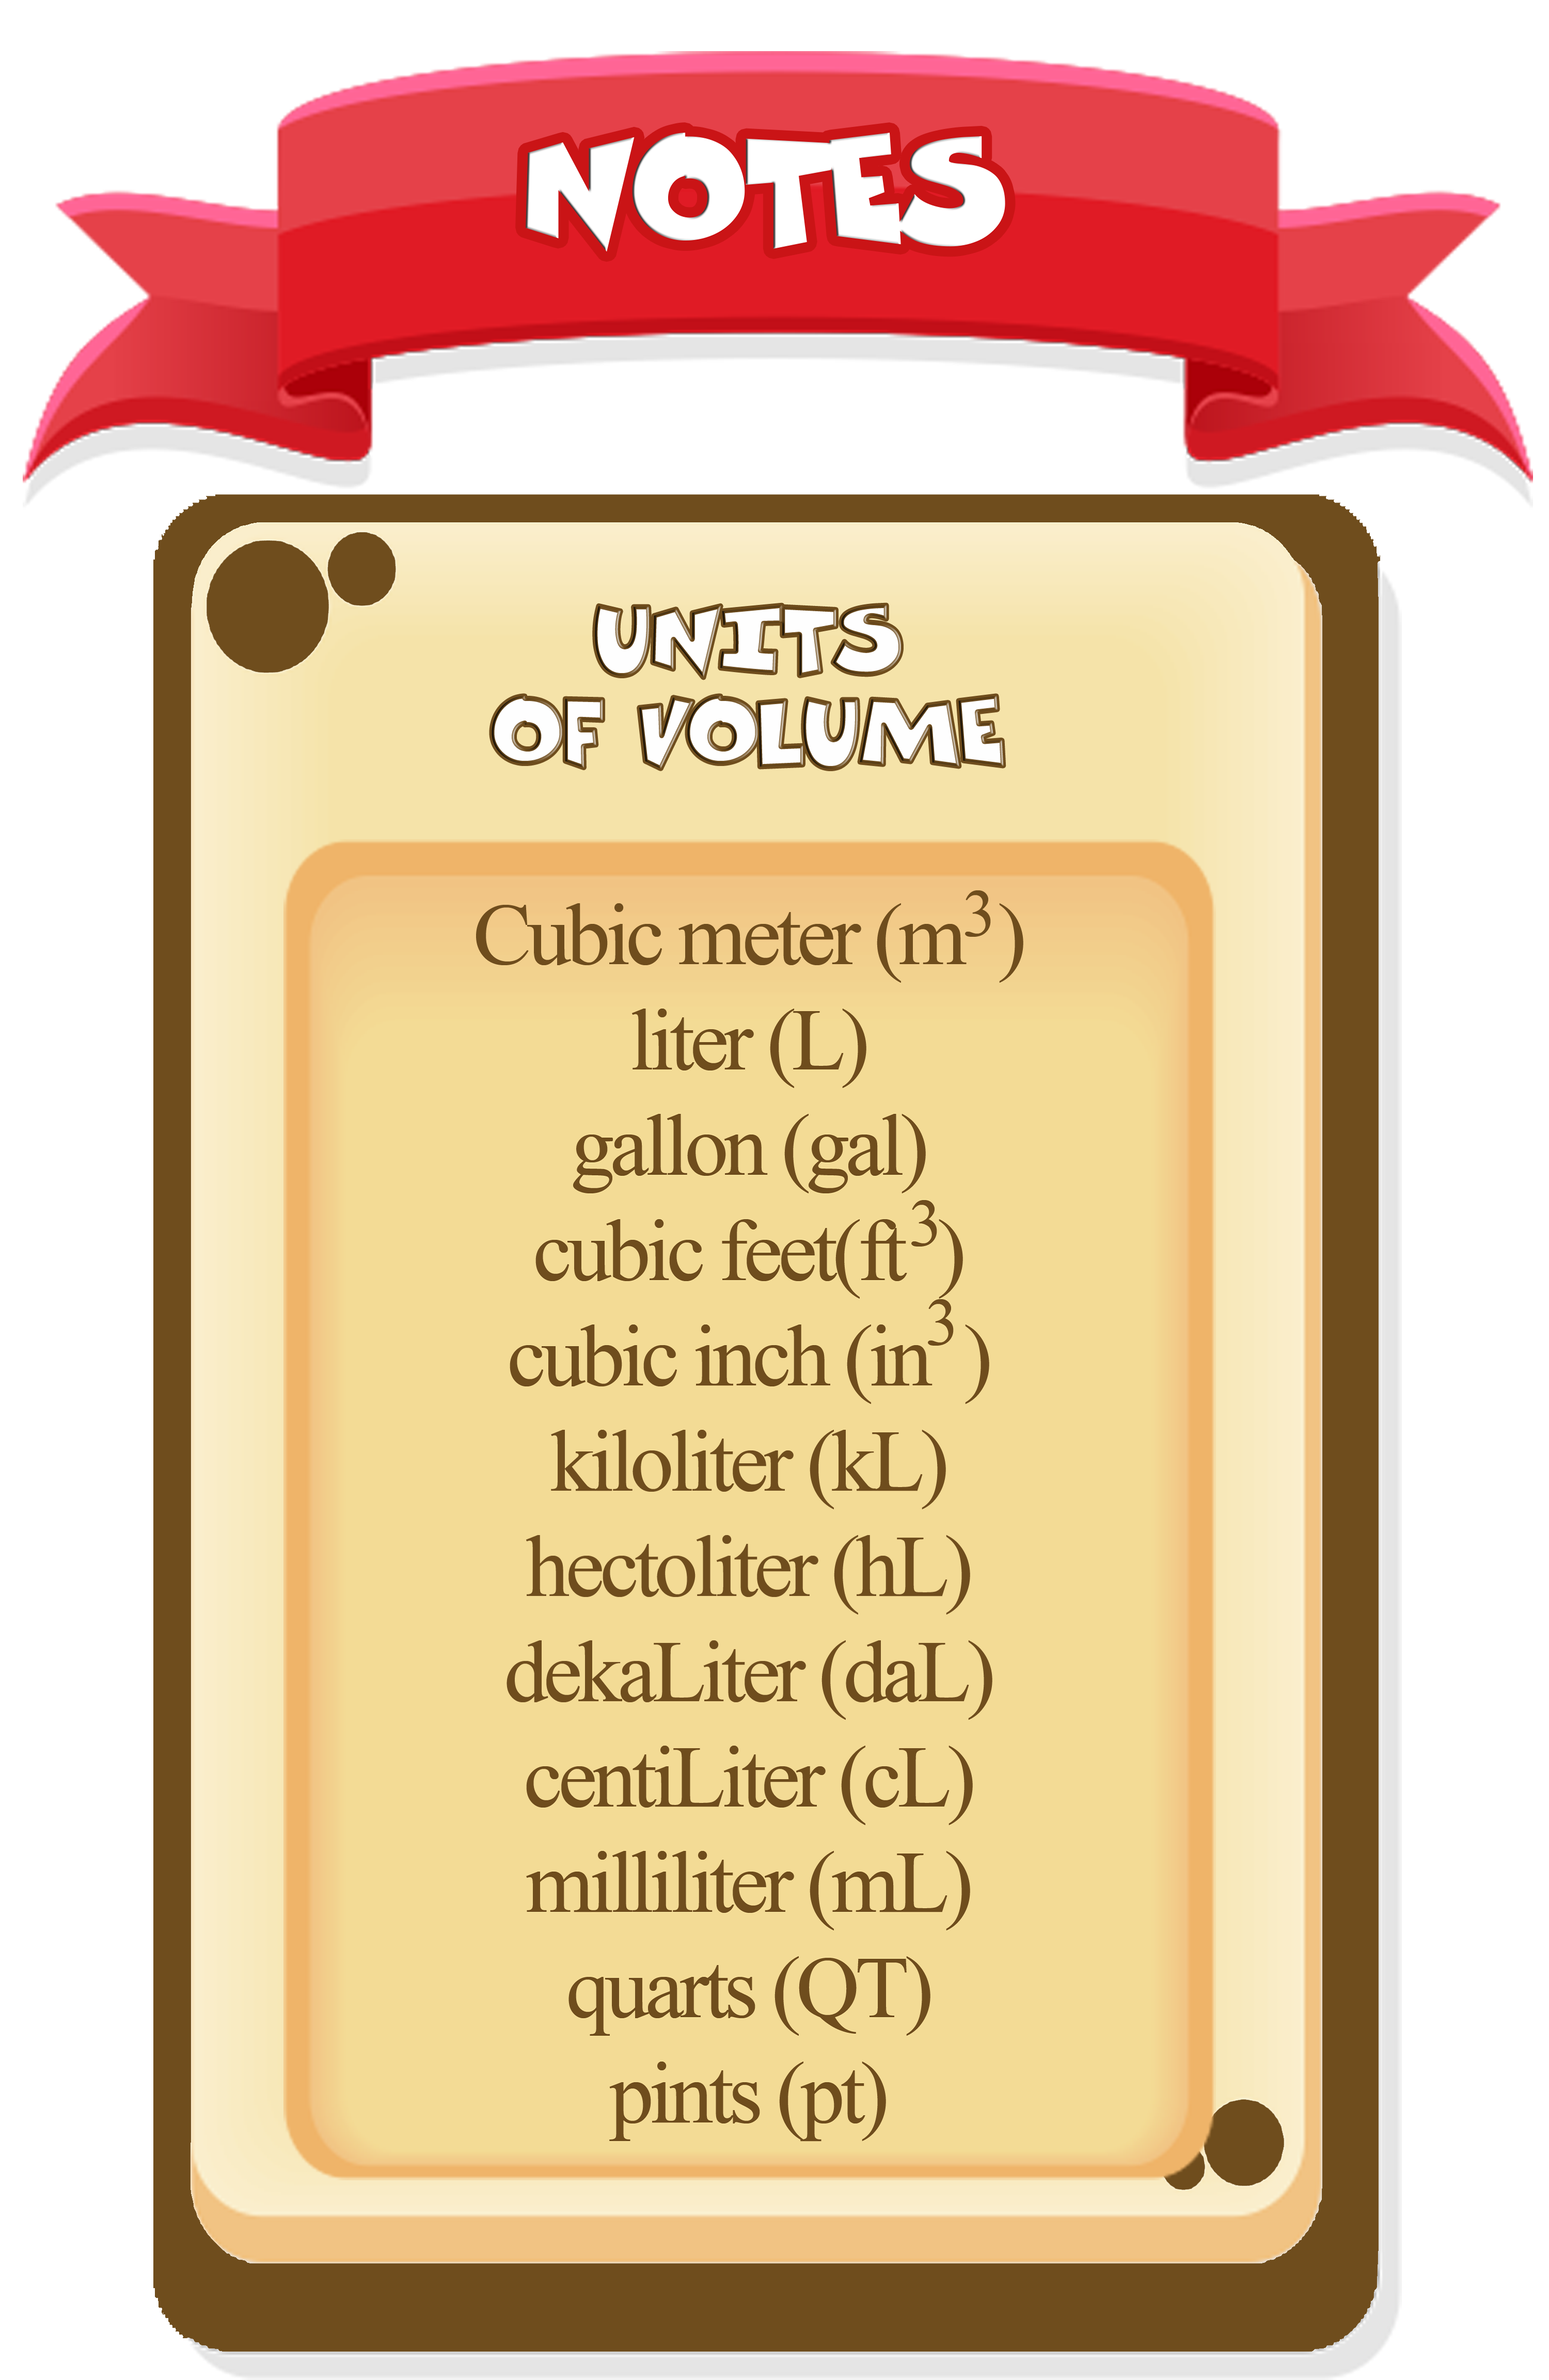 NOTES
UNITS
OF VOLUME
Cubic meter (m³)
liter (L)
gallon (gal)
cubic feet(ft³)
cubic inch (in³)
kiloliter (kL)
hectoliter (hL)
dekaLiter (daL)
centiLiter (cL)
milliliter (mL)
quarts (QT)
pints (pt)